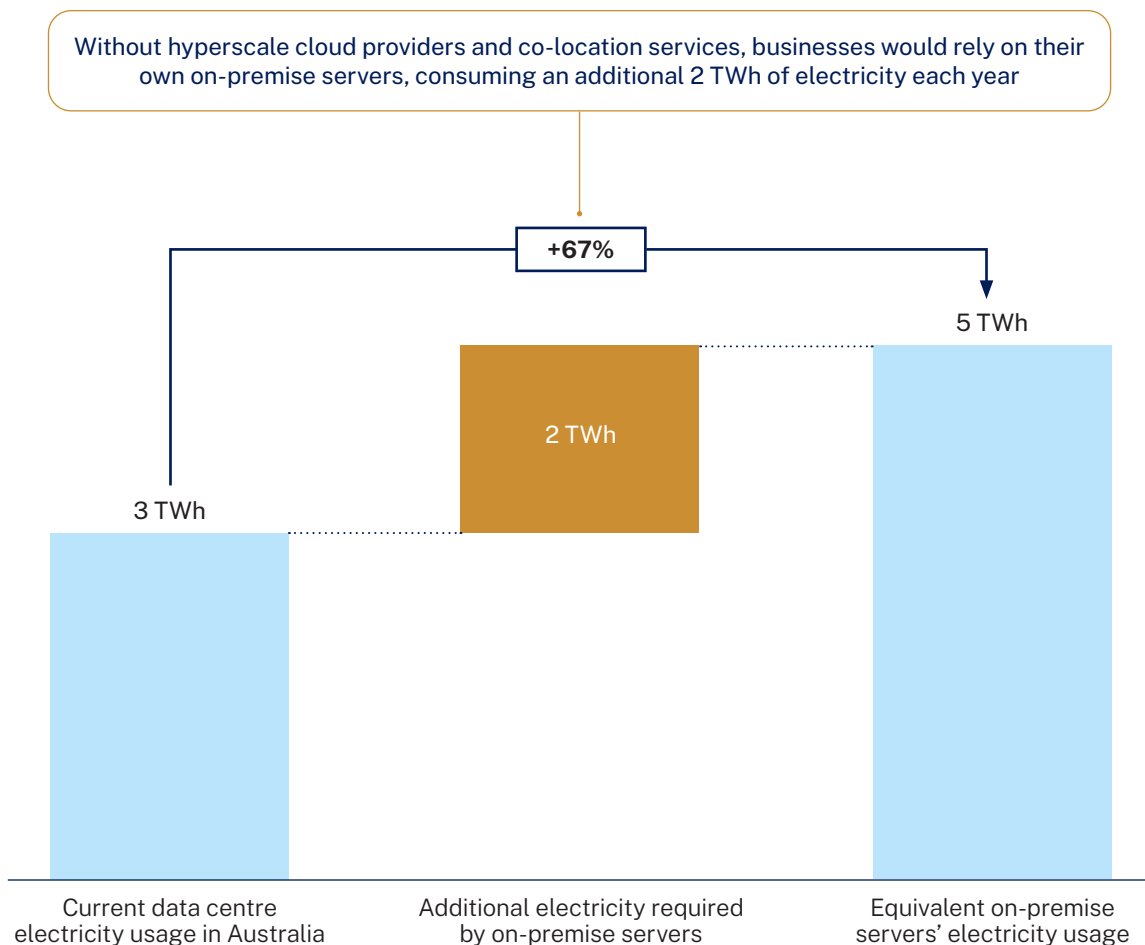 Without hyperscale cloud providers and co-location services, businesses would rely on their
own on-premise servers, consuming an additional 2 TWh of electricity each year
+67%
5 TWh
2 TWh
3 TWh
Current data centre
electricity usage in Australia
Additional electricity required
by on-premise servers
Equivalent on-premise
servers’ electricity usage